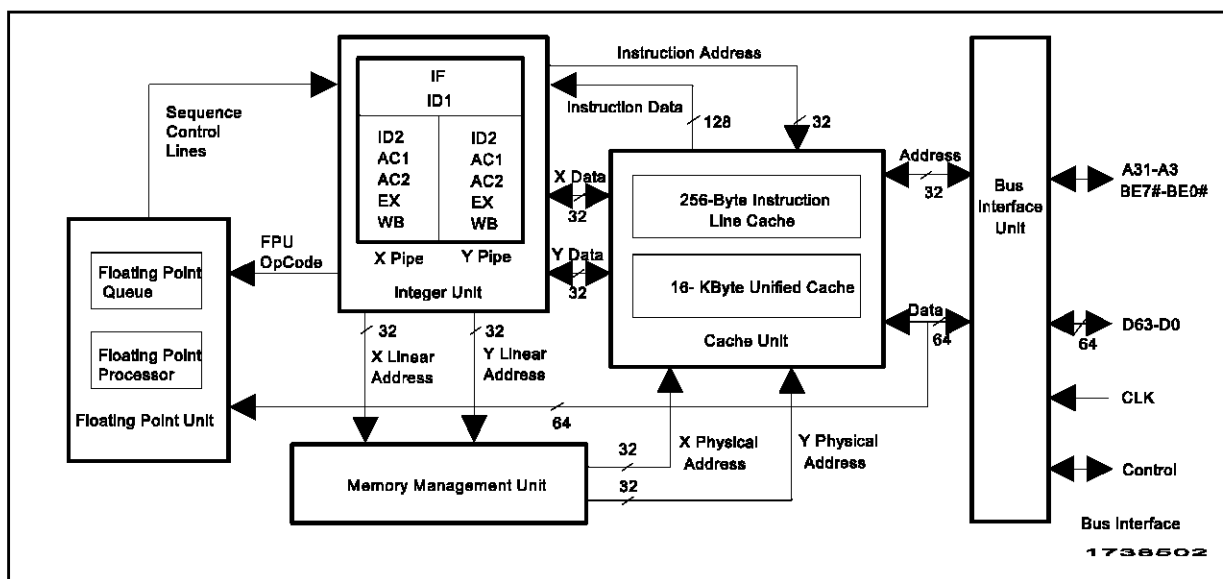 Instruction Address
IF
ID1
Instruction Data
Sequence
Control
Lines
128
32
ID2
AC1
AC2
EX
WB
ID2
AC1
AC2
EX
WB
X Data
32
Y Data
32
X Pipe
Y Pipe
Integer Unit
256-Byte Instruction
Line Cache
16- KByte Unified Cache
Cache Unit
Address
32
Data
64
Bus
Interface
Unit
A31-A3
BE7#-BE0#
D63-D0
64
CLK
Control
Bus Interface
FPU
OpCode
Floating Point
Queue
Floating Point
Processor
Floating Point Unit
32
X Linear
Address
32
Y Linear
Address
64
Memory Management Unit
32
32
X Physical
Address
Y Physical
Address
1738502